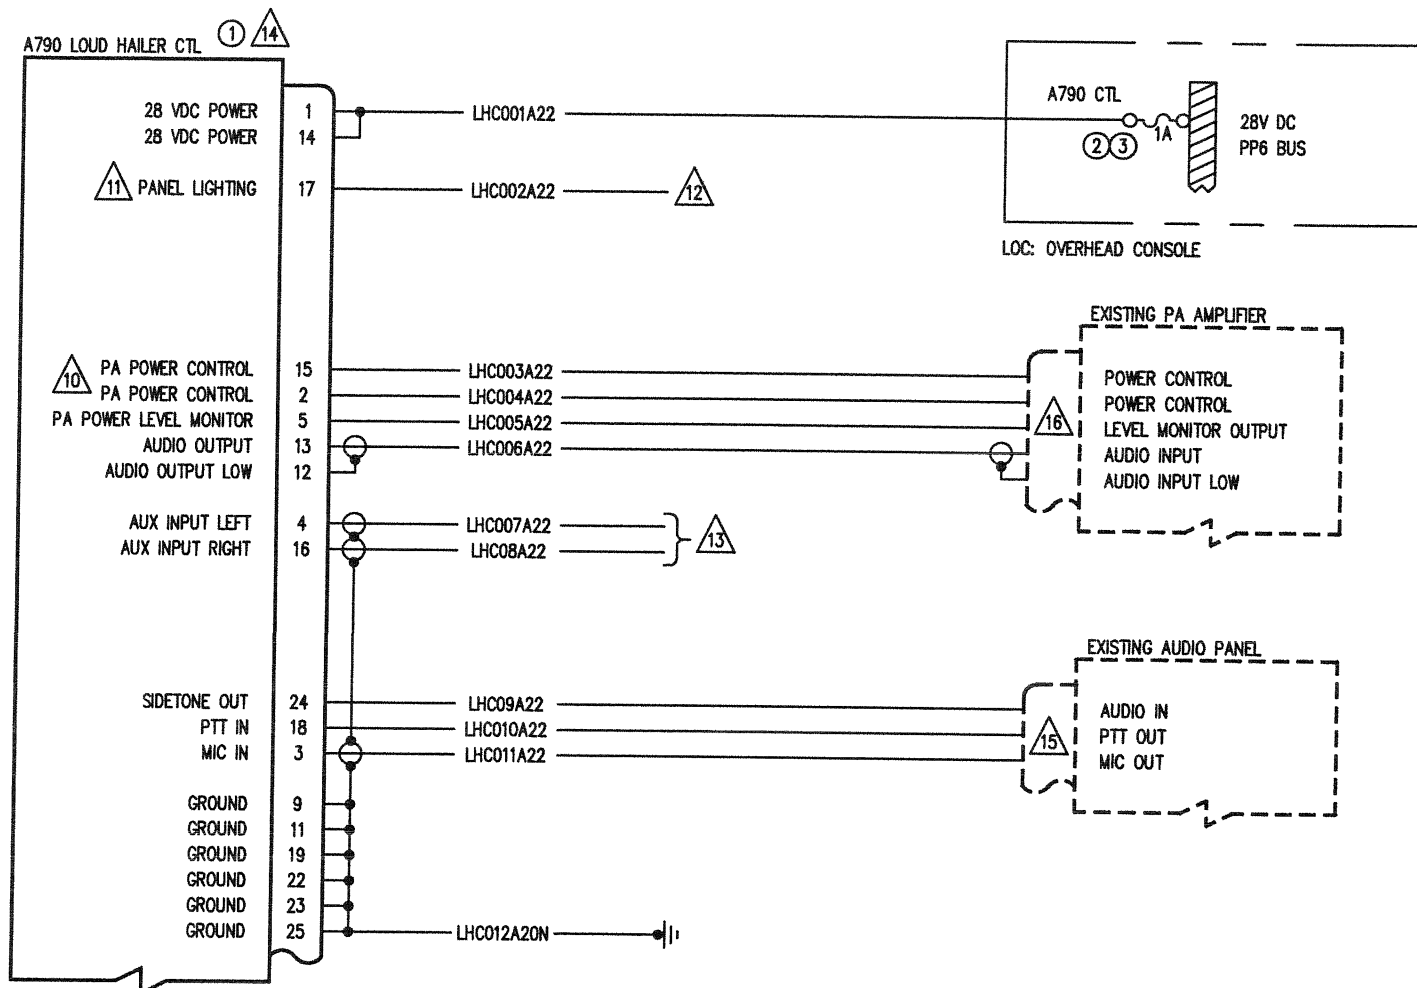 A790 LOUD HAILER CTL 1 14
28 VDC POWER 1 LHC001A22
28 VDC POWER 14
A790 CTL
2 3 1A
28V DC
PP6 BUS
LOC: OVERHEAD CONSOLE
11 PANEL LIGHTING 17 LHC002A22 12
EXISTING PA AMPLIFIER
10 PA POWER CONTROL 15 LHC003A22 POWER CONTROL
PA POWER CONTROL 2 LHC004A22 POWER CONTROL
PA POWER LEVEL MONITOR 5 LHC005A22 16 LEVEL MONITOR OUTPUT
AUDIO OUTPUT 13 LHC006A22 AUDIO INPUT
AUDIO OUTPUT LOW 12 AUDIO INPUT LOW
AUX INPUT LEFT 4 LHC007A22
AUX INPUT RIGHT 16 LHC08A22 13
EXISTING AUDIO PANEL
SIDETONE OUT 24 LHC09A22 AUDIO IN
PTT IN 18 LHC010A22 15 PTT OUT
MIC IN 3 LHC011A22 MIC OUT
GROUND 9
GROUND 11
GROUND 19
GROUND 22
GROUND 23
GROUND 25 LHC012A20N